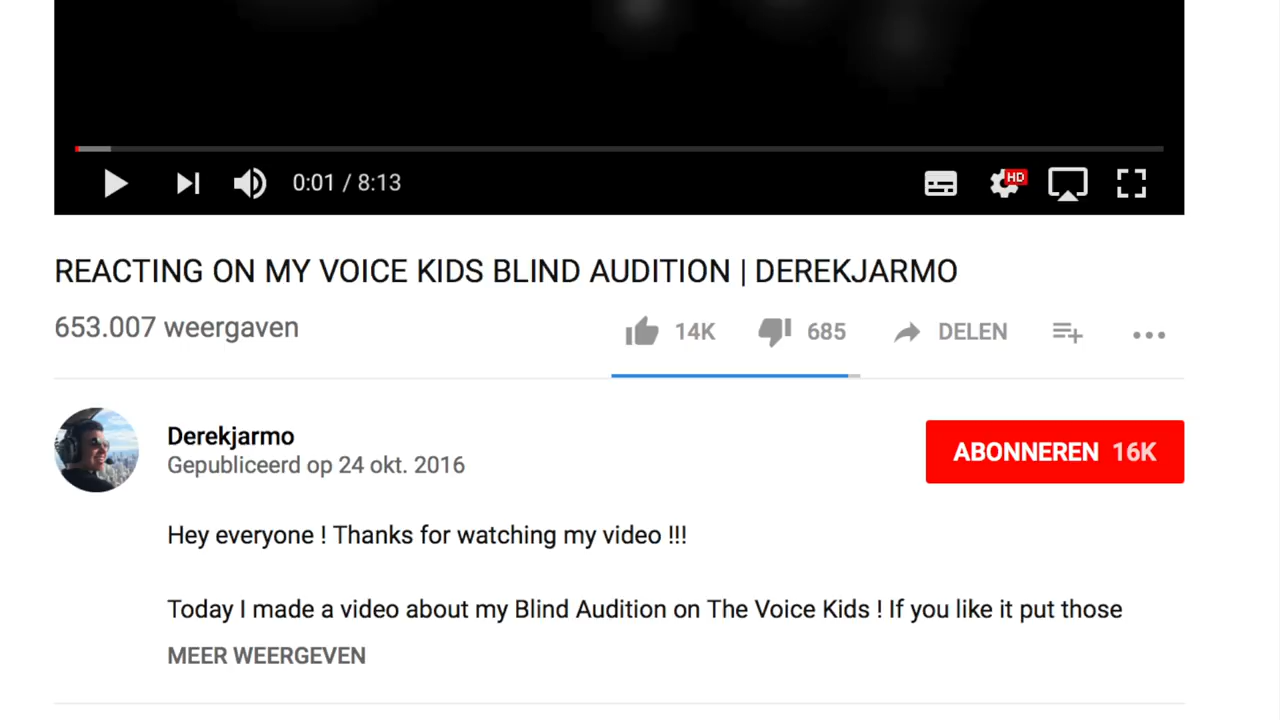 0:01 / 8:13
HD
REACTING ON MY VOICE KIDS BLIND AUDITION | DEREKJARMO
653.007 weergaven
14K
685
DELEN
Derekjarmo
Gepubliceerd op 24 okt. 2016
ABONNEREN 16K
Hey everyone ! Thanks for watching my video !!!
Today I made a video about my Blind Audition on The Voice Kids ! If you like it put those
MEER WEERGEVEN